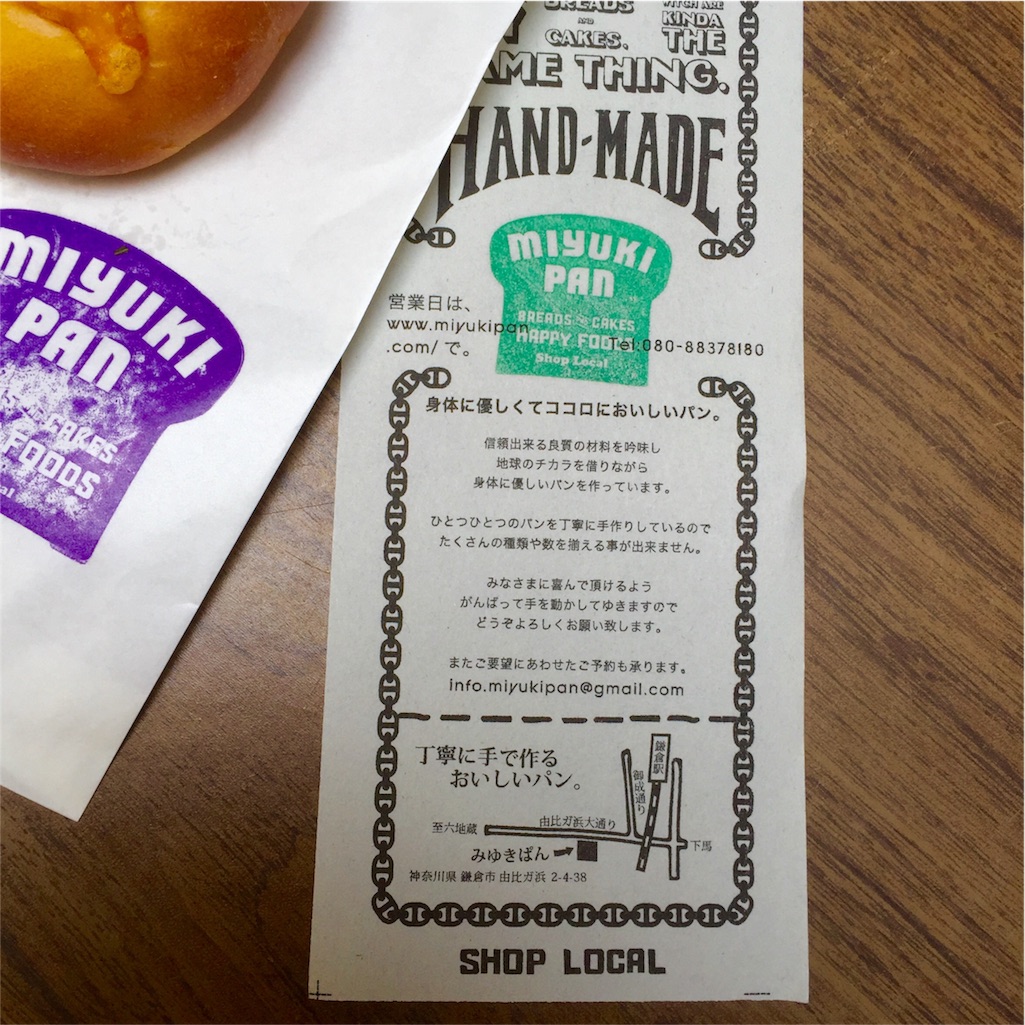 BREADS
AND
CAKES.
WITCH ARE
KINDA
THE
AME THING.
HAND-MADE
MIYUKI
PAN
BREADS CAKES
HAPPY FOODS
Shop Local
営業日は、
www.miyukipan
.com/ で。
Tel:080-88378180
身体に優しくてココロにおいしいパン。
信頼出来る良質の材料を吟味し
地球のチカラを借りながら
身体に優しいパンを作っています。
ひとつひとつのパンを丁寧に手作りしているので
たくさんの種類や数を揃える事が出来ません。
みなさまに喜んで頂けるよう
がんばって手を動かしてゆきますので
どうぞよろしくお願い致します。
またご要望にあわせたご予約も承ります。
info.miyukipan@gmail.com
丁寧に手で作る
おいしいパン。
鎌倉駅
御成通り
由比ガ浜大通り
至六地蔵
下馬
みゆきぱん
神奈川県 鎌倉市 由比ガ浜 2-4-38
SHOP LOCAL
MIYUKI
PAN
CAKES
FOODS